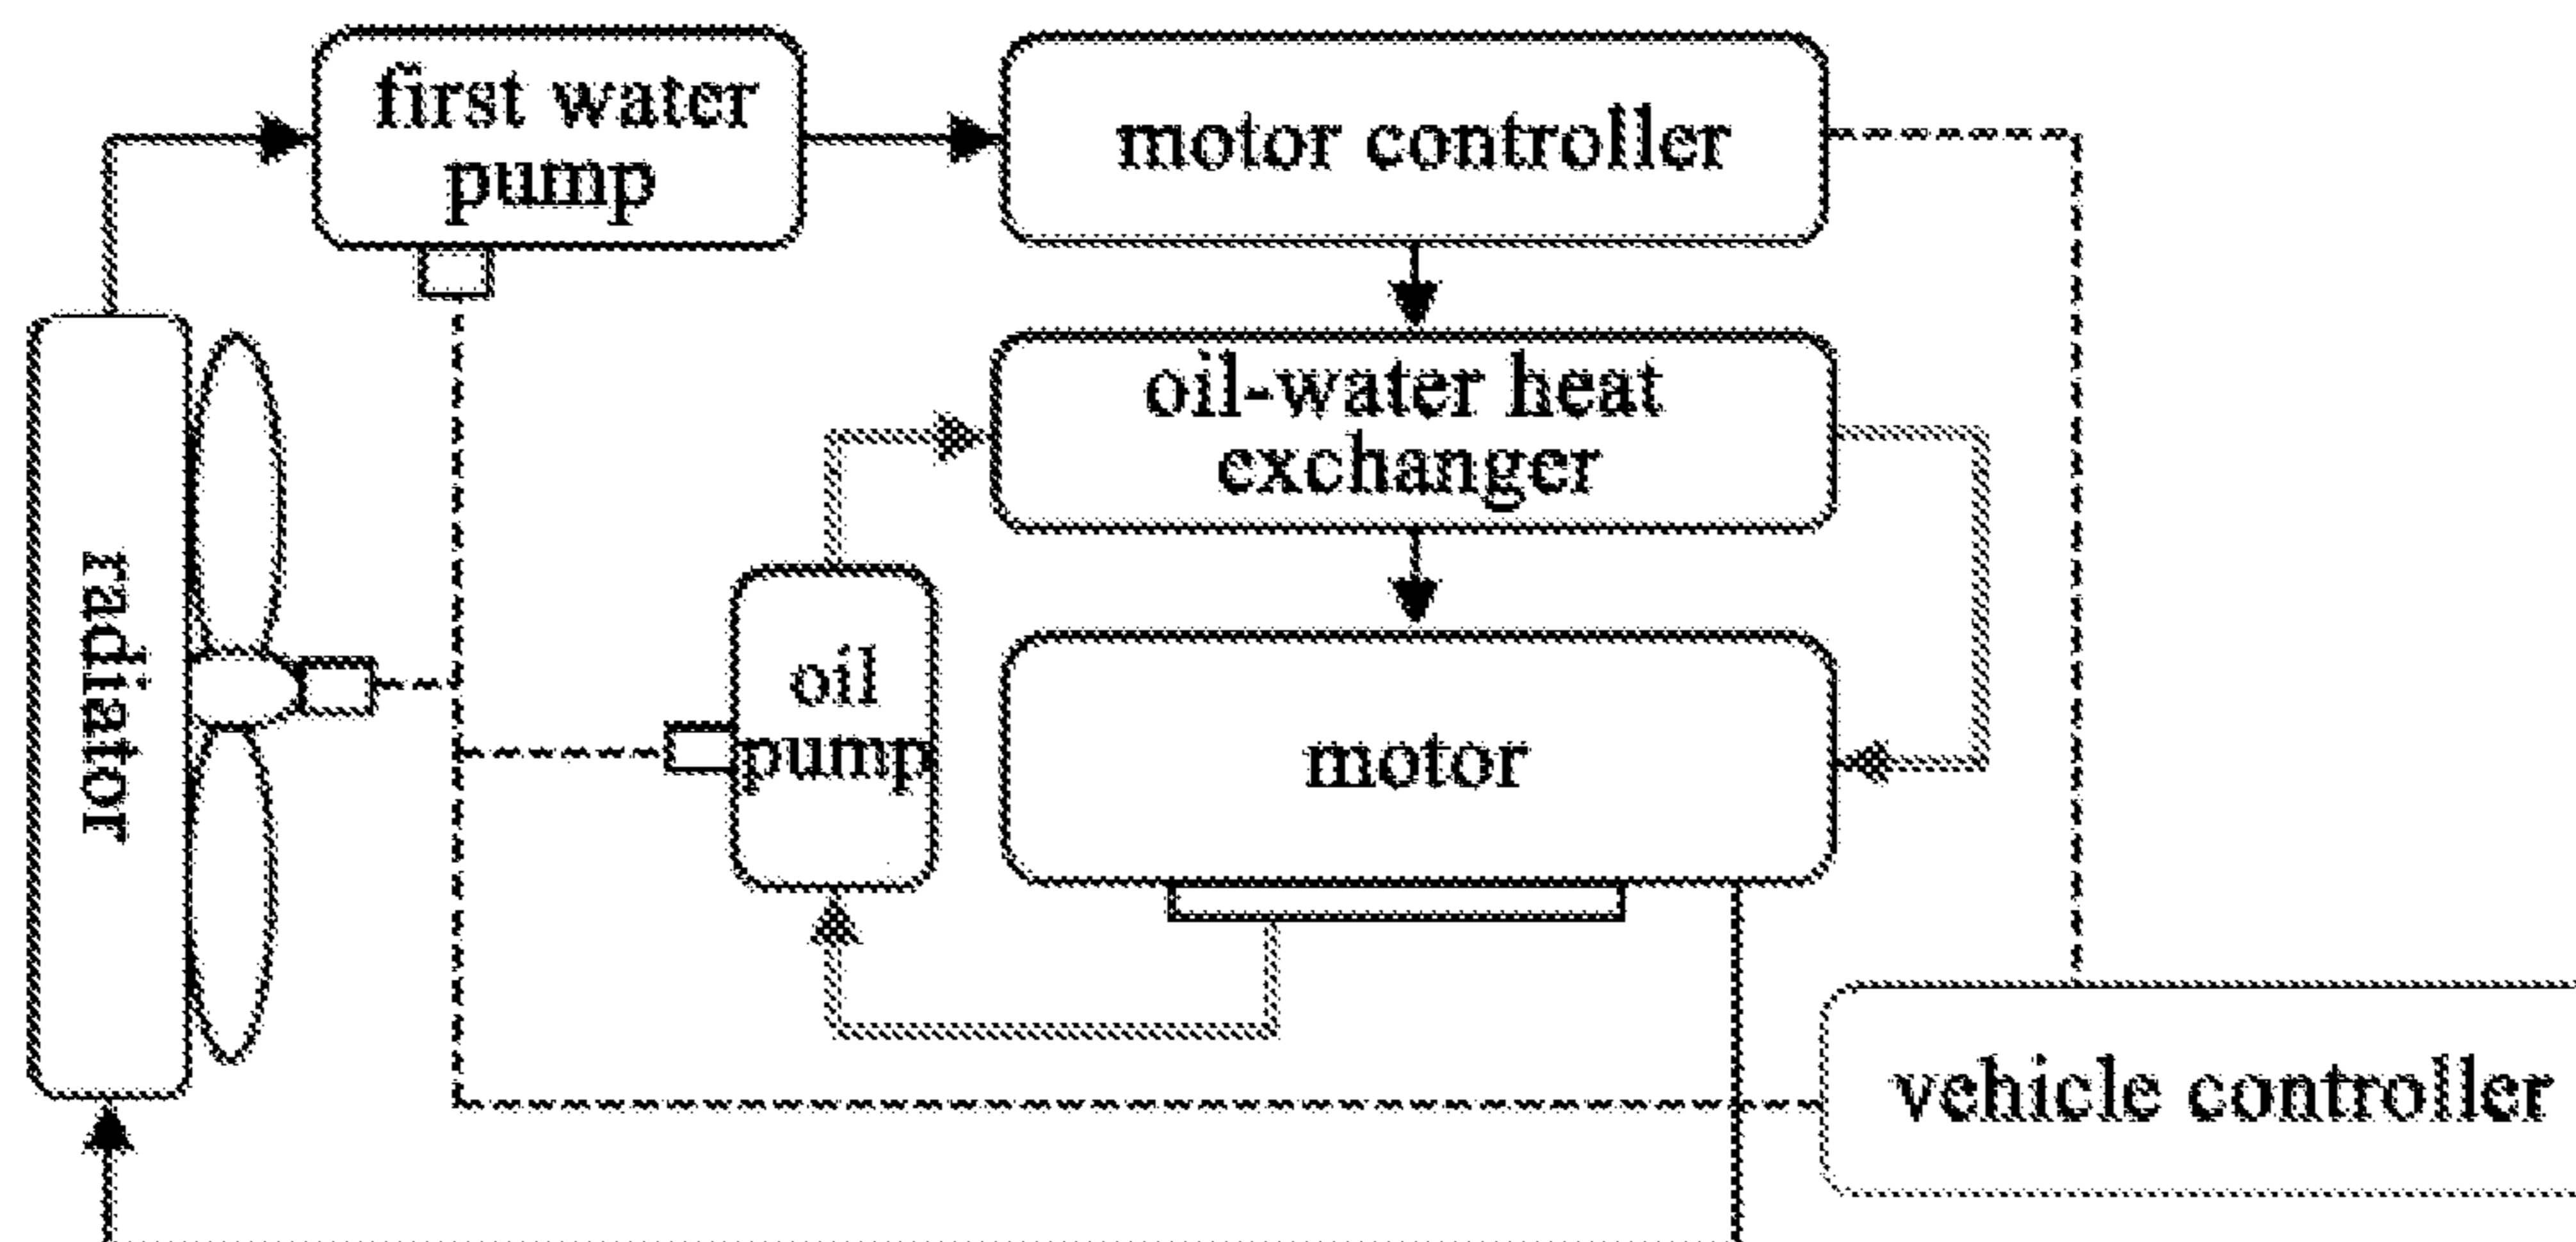 first water
pump
motor controller
oil-water heat
exchanger
radiator
oil
pump
motor
vehicle controller